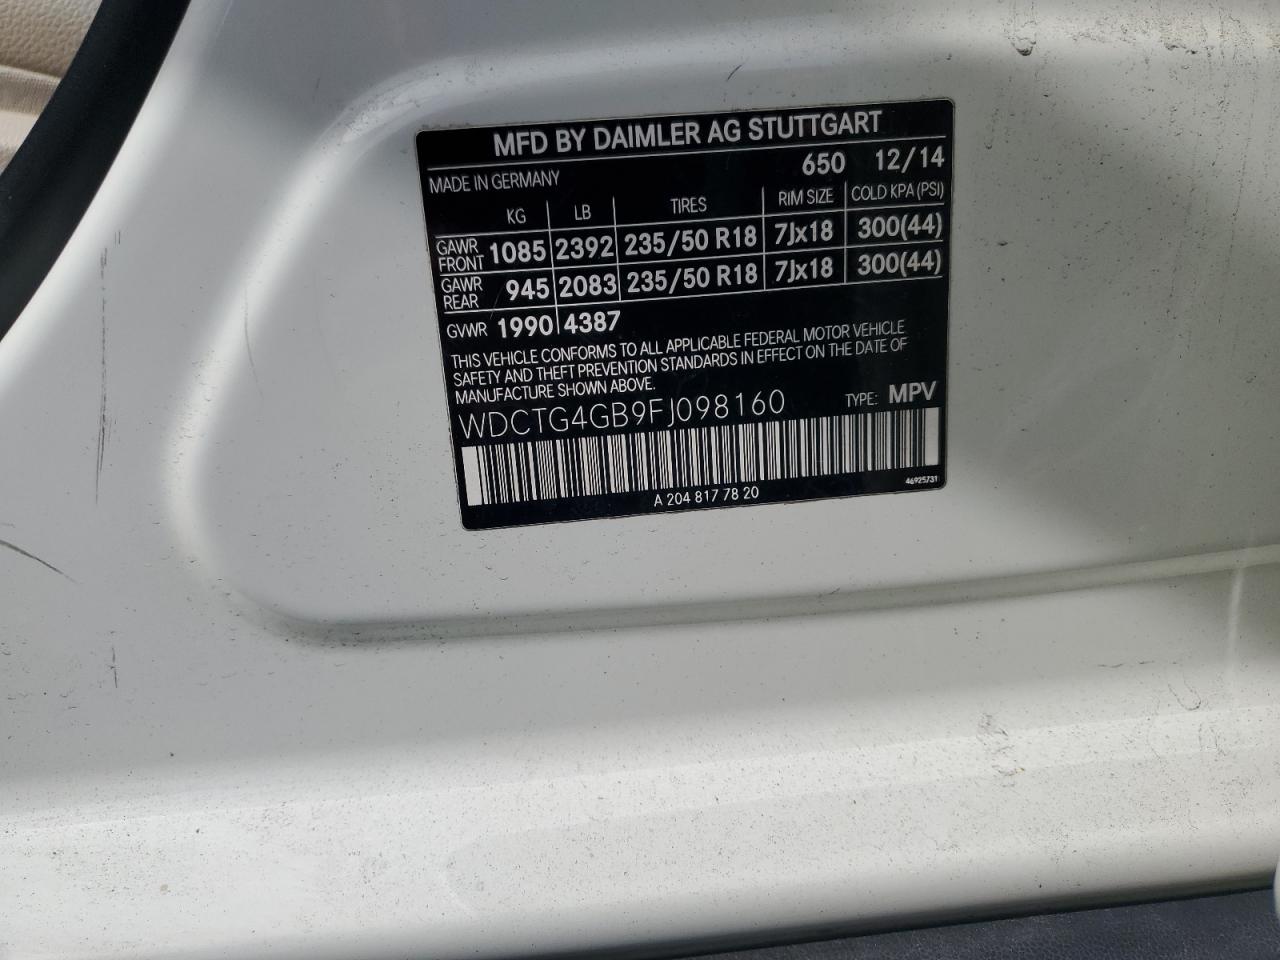 MFD BY DAIMLER AG STUTTGART
650 12/14
MADE IN GERMANY
KG LB TIRES RIM SIZE COLD KPA (PSI)
GAWR FRONT 1085 2392 235/50 R18 7Jx18 300(44)
GAWR REAR 945 2083 235/50 R18 7Jx18 300(44)
GVWR 1990 4387
THIS VEHICLE CONFORMS TO ALL APPLICABLE FEDERAL MOTOR VEHICLE
SAFETY AND THEFT PREVENTION STANDARDS IN EFFECT ON THE DATE OF
MANUFACTURE SHOWN ABOVE.
WDCTG4GB9FJ098160 TYPE: MPV
A 204 817 78 20
46925731